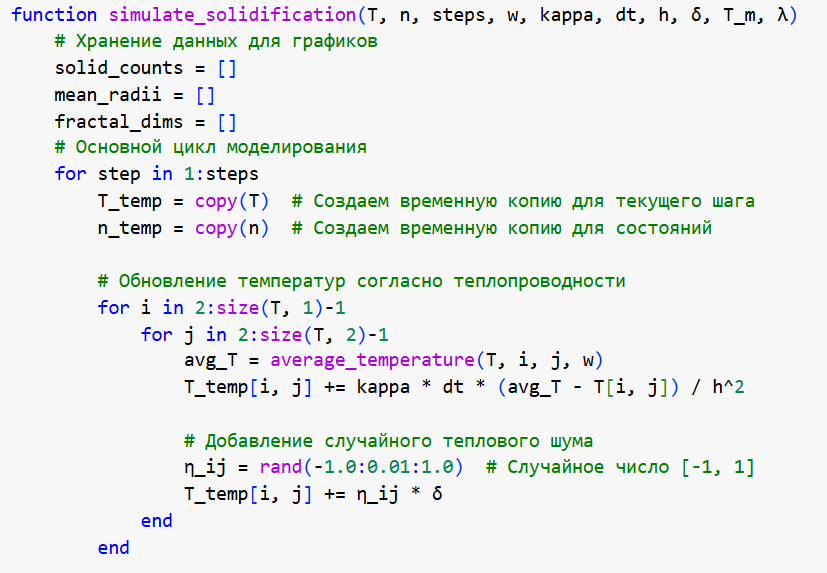 function simulate_solidification(T, n, steps, w, kappa, dt, h, δ, T_m, λ)
    # Хранение данных для графиков
    solid_counts = []
    mean_radii = []
    fractal_dims = []
    # Основной цикл моделирования
    for step in 1:steps
        T_temp = copy(T)  # Создаем временную копию для текущего шага
        n_temp = copy(n)  # Создаем временную копию для состояний
        # Обновление температур согласно теплопроводности
        for i in 2:size(T, 1)-1
            for j in 2:size(T, 2)-1
                avg_T = average_temperature(T, i, j, w)
                T_temp[i, j] += kappa * dt * (avg_T - T[i, j]) / h^2
                # Добавление случайного теплового шума
                η_ij = rand(-1.0:0.01:1.0)  # Случайное число [-1, 1]
                T_temp[i, j] += η_ij * δ
            end
        end